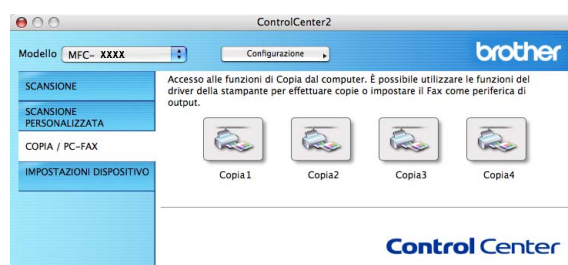 ControlCenter2
Modello MFC- XXXX Configurazione brother
SCANSIONE
SCANSIONE
PERSONALIZZATA
COPIA / PC-FAX
IMPOSTAZIONI DISPOSITIVO
Accesso alle funzioni di Copia dal computer. È possibile utilizzare le funzioni del
driver della stampante per effettuare copie o impostare il Fax come periferica di
output.
Copia1 Copia2 Copia3 Copia4
Control Center